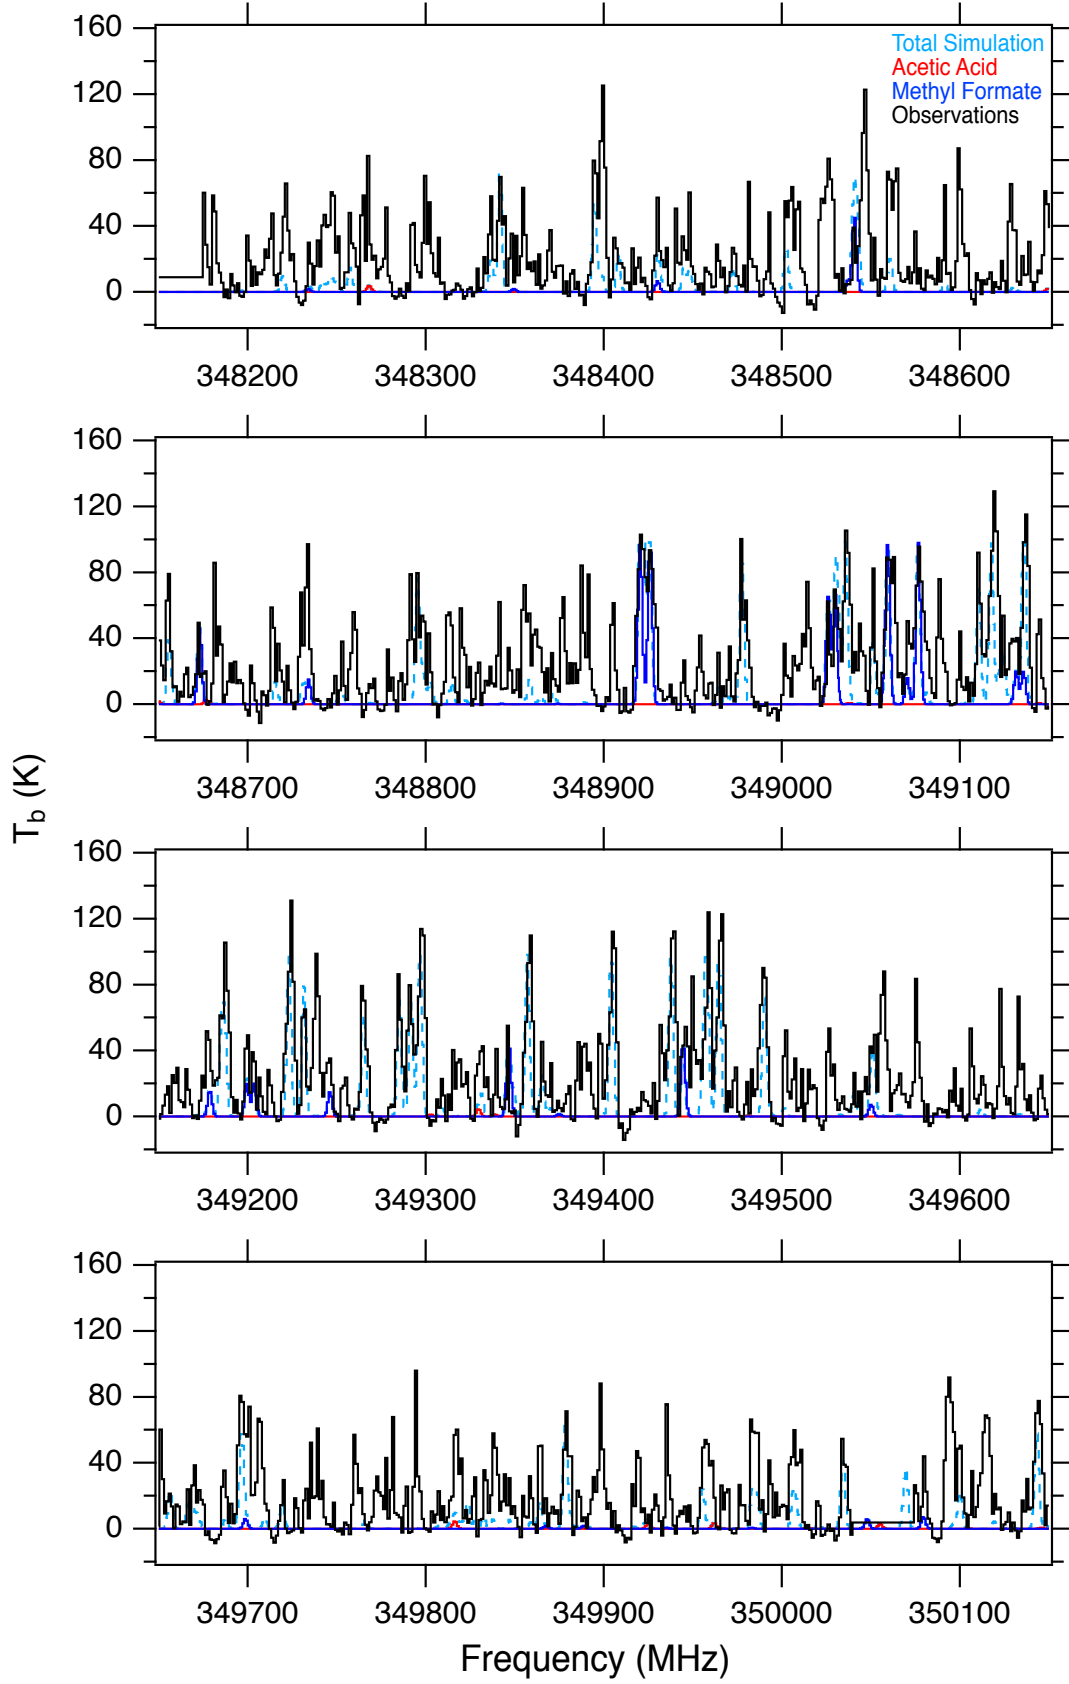 160
120
80
40
0
Total Simulation
Acetic Acid
Methyl Formate
Observations
348200 348300 348400 348500 348600
160
120
80
40
0
348700 348800 348900 349000 349100
T_b (K)
160
120
80
40
0
349200 349300 349400 349500 349600
160
120
80
40
0
349700 349800 349900 350000 350100
Frequency (MHz)